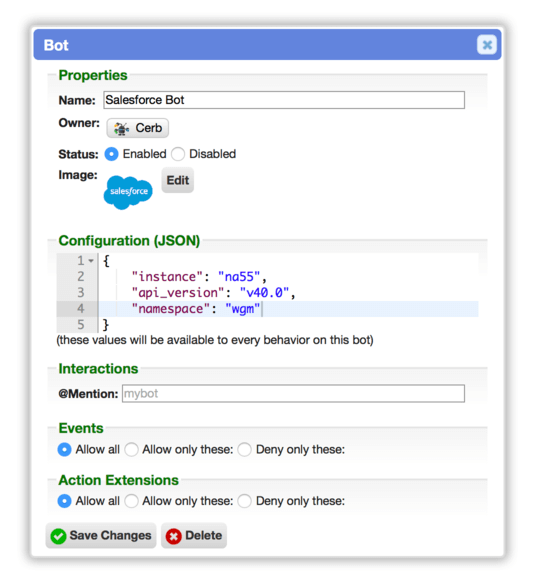 Bot
Properties
Name: Salesforce Bot
Owner: Cerb
Status: Enabled Disabled
Image: salesforce Edit
Configuration (JSON)
1 {
2 "instance": "na55",
3 "api_version": "v40.0",
4 "namespace": "wgm"
5 }
(these values will be available to every behavior on this bot)
Interactions
@Mention: mybot
Events
Allow all Allow only these: Deny only these:
Action Extensions
Allow all Allow only these: Deny only these:
Save Changes Delete